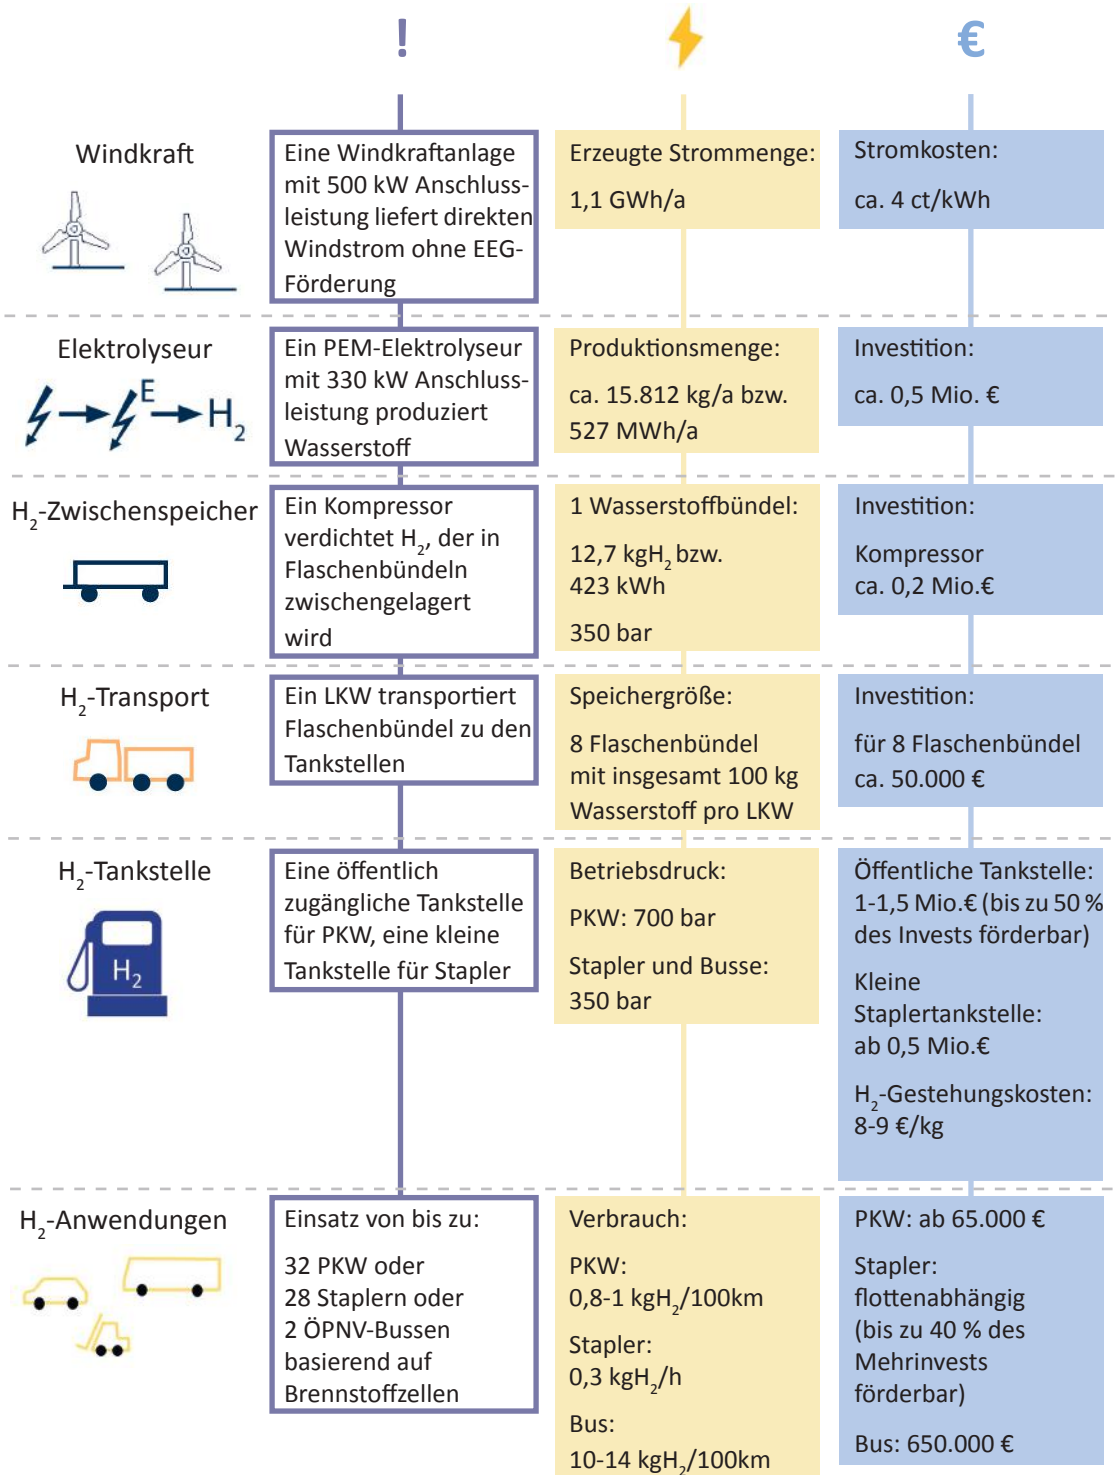 !
€
Windkraft
Eine Windkraftanlage
mit 500 kW Anschluss-
leistung liefert direkten
Windstrom ohne EEG-
Förderung
Erzeugte Strommenge:
1,1 GWh/a
Stromkosten:
ca. 4 ct/kWh
Elektrolyseur
E
H₂
Ein PEM-Elektrolyseur
mit 330 kW Anschluss-
leistung produziert
Wasserstoff
Produktionsmenge:
ca. 15.812 kg/a bzw.
527 MWh/a
Investition:
ca. 0,5 Mio. €
H₂-Zwischenspeicher
Ein Kompressor
verdichtet H₂, der in
Flaschenbündeln
zwischengelagert
wird
1 Wasserstoffbündel:
12,7 kgH₂ bzw.
423 kWh
350 bar
Investition:
Kompressor
ca. 0,2 Mio.€
H₂-Transport
Ein LKW transportiert
Flaschenbündel zu den
Tankstellen
Speichergröße:
8 Flaschenbündel
mit insgesamt 100 kg
Wasserstoff pro LKW
Investition:
für 8 Flaschenbündel
ca. 50.000 €
H₂-Tankstelle
H₂
Eine öffentlich
zugängliche Tankstelle
für PKW, eine kleine
Tankstelle für Stapler
Betriebsdruck:
PKW: 700 bar
Stapler und Busse:
350 bar
Öffentliche Tankstelle:
1-1,5 Mio.€ (bis zu 50 %
des Invests förderbar)
Kleine
Staplertankstelle:
ab 0,5 Mio.€
H₂-Gestehungskosten:
8-9 €/kg
H₂-Anwendungen
Einsatz von bis zu:
32 PKW oder
28 Staplern oder
2 ÖPNV-Bussen
basierend auf
Brennstoffzellen
Verbrauch:
PKW:
0,8-1 kgH₂/100km
Stapler:
0,3 kgH₂/h
Bus:
10-14 kgH₂/100km
PKW: ab 65.000 €
Stapler:
flottenabhängig
(bis zu 40 % des
Mehrinvests
förderbar)
Bus: 650.000 €